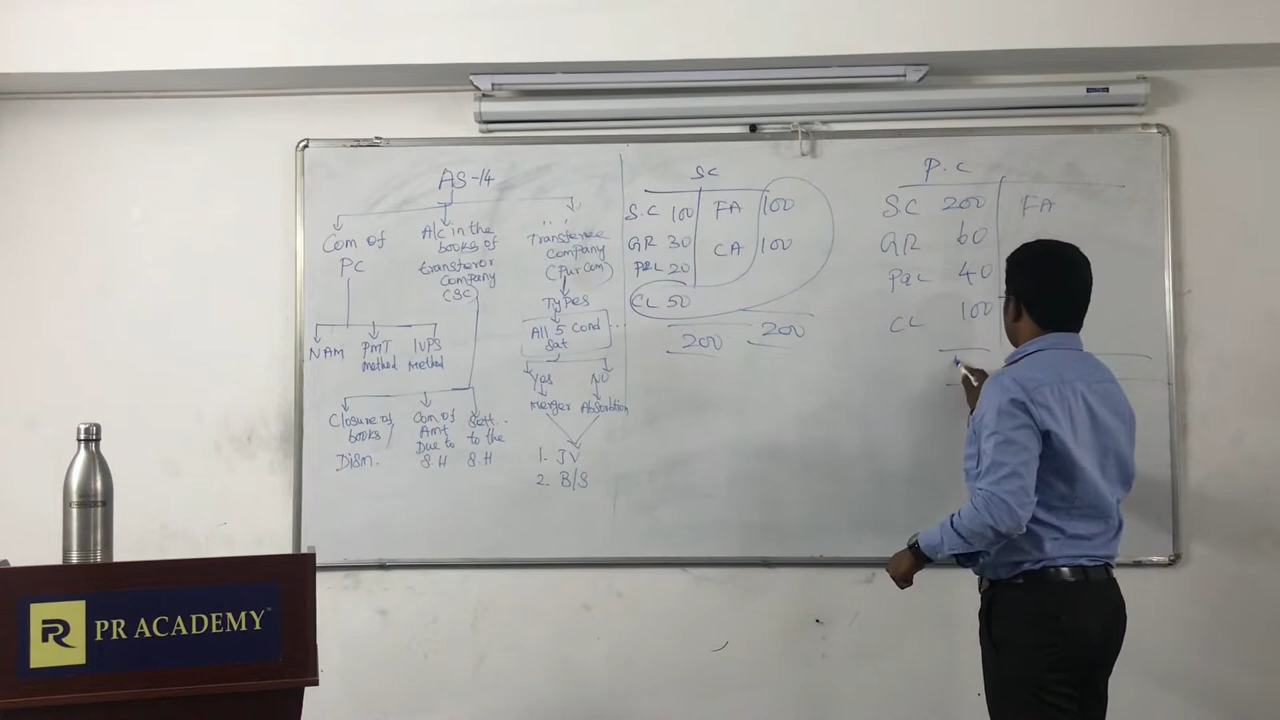 AS-14
Com of
PC
NAM
PMT
Method
IVPS
Method
A/C in the
books of
transferor
Company
(SC)
Closure of
books /
Dism.
Com of
Amt
Due to
S.H
Sett..
to the
S.H
Transferee
Company
(Pur Com)
Types
All 5 Cond
Sat
Yes
NO
Merger
Absorbtion
1. JV
2. B/S
SC
S.C 100 FA 100
GR 30 CA 100
P&L 20
CL 50
200 200
P.C
SC 200 FA
GR 60
P&L 40
CL 100
R PR ACADEMY